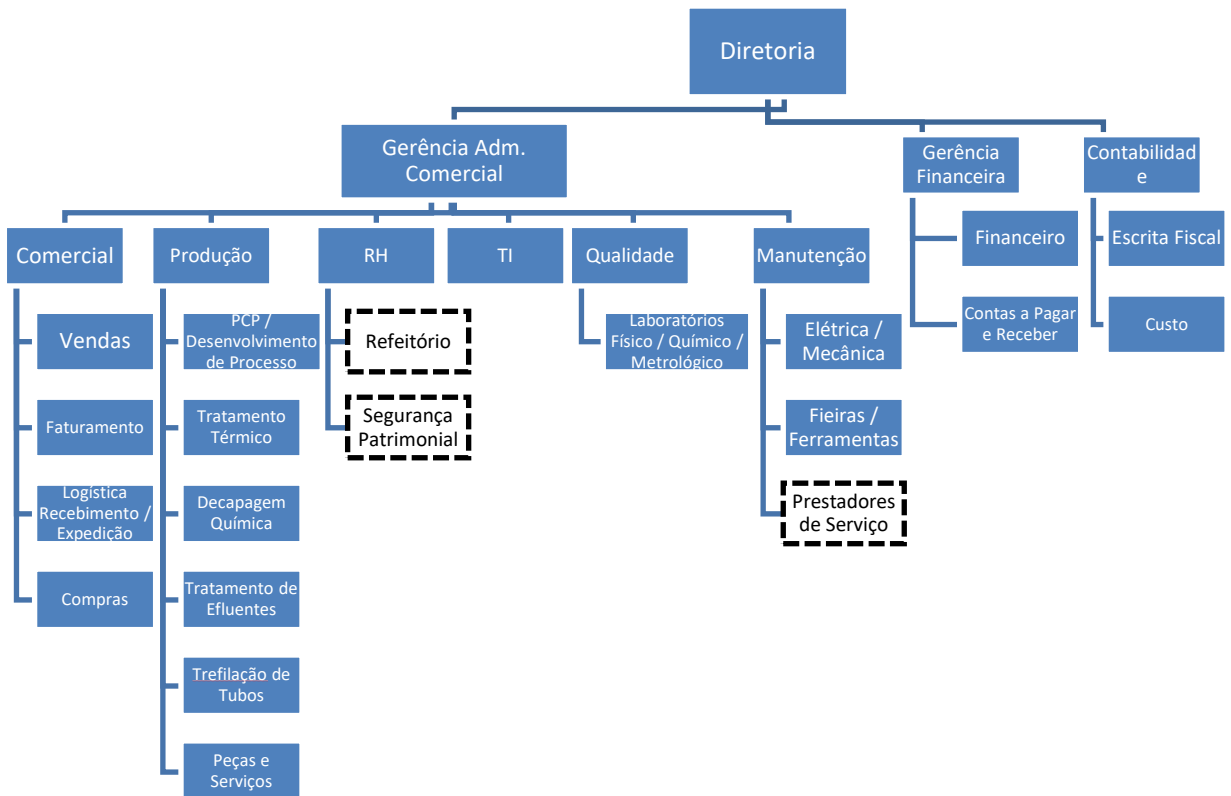 Diretoria
Gerência Adm.
Comercial
Gerência
Financeira
Contabilidad
e
Comercial
Produção
RH
TI
Qualidade
Manutenção
Financeiro
Escrita Fiscal
Vendas
PCP /
Desenvolvimento
de Processo
Refeitório
Laboratórios
Físico / Químico /
Metrológico
Elétrica /
Mecânica
Contas a Pagar
e Receber
Custo
Faturamento
Tratamento
Térmico
Segurança
Patrimonial
Fieiras /
Ferramentas
Logística
Recebimento /
Expedição
Decapagem
Química
Prestadores
de Serviço
Compras
Tratamento de
Efluentes
Trefilação de
Tubos
Peças e
Serviços